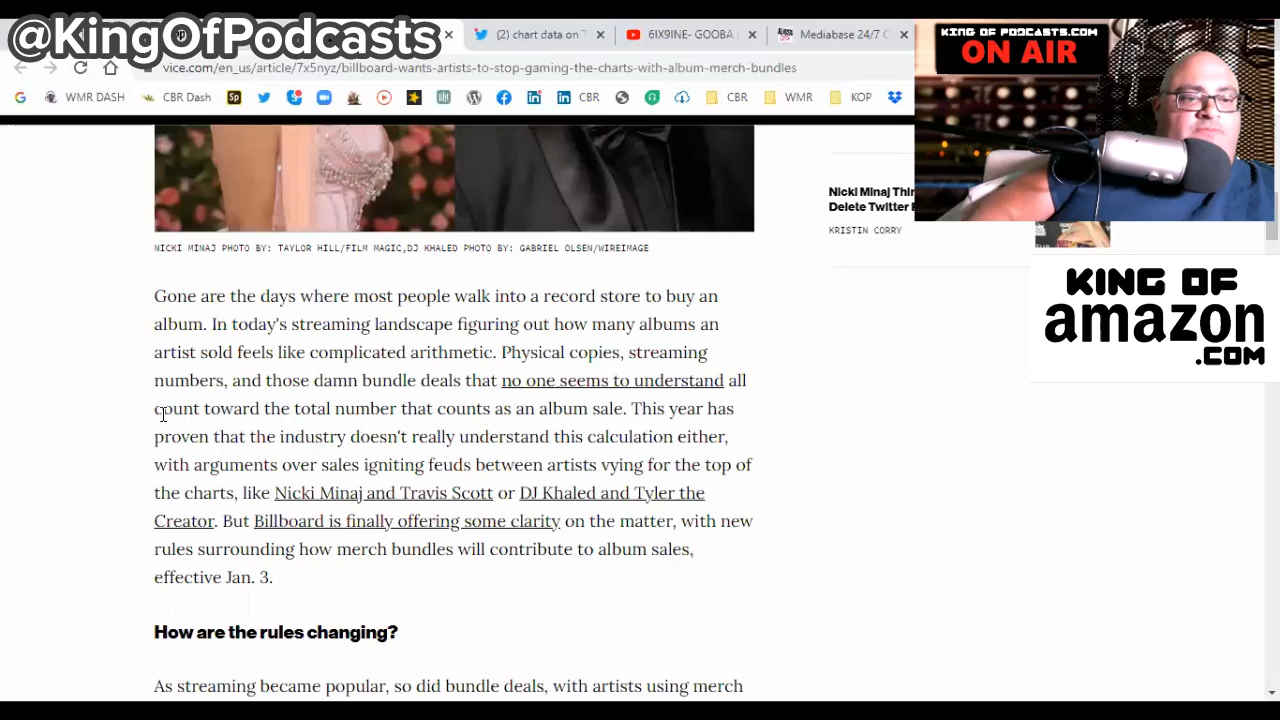 @KingOfPodcasts
(2) chart data on T
6IX9INE- GOOBA
Mediabase 24/7 C
vice.com/en_us/article/7x5nyz/billboard-wants-artists-to-stop-gaming-the-charts-with-album-merch-bundles
WMR DASH
CBR Dash
CBR
CBR
WMR
KOP
KING OF PODCASTS.COM
ON AIR
KING OF
amazon
.COM
Nicki Minaj Thin
Delete Twitter
KRISTIN CORRY
NICKI MINAJ PHOTO BY: TAYLOR HILL/FILM MAGIC,DJ KHALED PHOTO BY: GABRIEL OLSEN/WIREIMAGE
Gone are the days where most people walk into a record store to buy an
album. In today's streaming landscape figuring out how many albums an
artist sold feels like complicated arithmetic. Physical copies, streaming
numbers, and those damn bundle deals that no one seems to understand all
count toward the total number that counts as an album sale. This year has
proven that the industry doesn't really understand this calculation either,
with arguments over sales igniting feuds between artists vying for the top of
the charts, like Nicki Minaj and Travis Scott or DJ Khaled and Tyler the
Creator. But Billboard is finally offering some clarity on the matter, with new
rules surrounding how merch bundles will contribute to album sales,
effective Jan. 3.
How are the rules changing?
As streaming became popular, so did bundle deals, with artists using merch